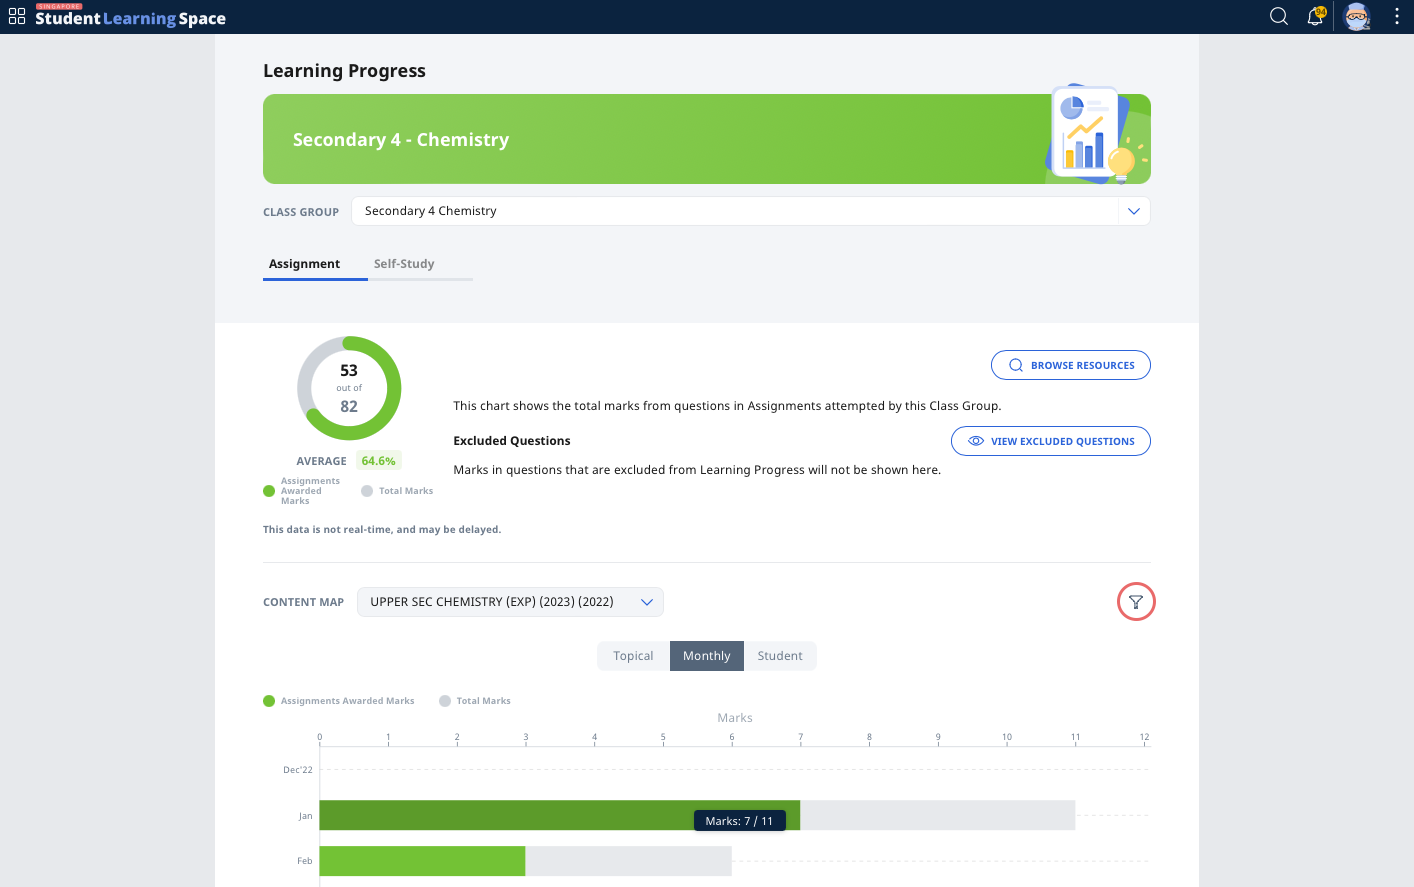 SINGAPORE
Student Learning Space
94
Learning Progress
Secondary 4 - Chemistry
CLASS GROUP
Secondary 4 Chemistry
Assignment
Self-Study
53
out of
82
AVERAGE 64.6%
Assignments
Awarded
Marks
Total Marks
BROWSE RESOURCES
This chart shows the total marks from questions in Assignments attempted by this Class Group.
Excluded Questions
VIEW EXCLUDED QUESTIONS
Marks in questions that are excluded from Learning Progress will not be shown here.
This data is not real-time, and may be delayed.
CONTENT MAP
UPPER SEC CHEMISTRY (EXP) (2023) (2022)
Topical Monthly Student
Assignments Awarded Marks
Total Marks
Marks
0 1 2 3 4 5 6 7 8 9 10 11 12
Dec'22
Jan
Marks: 7 / 11
Feb